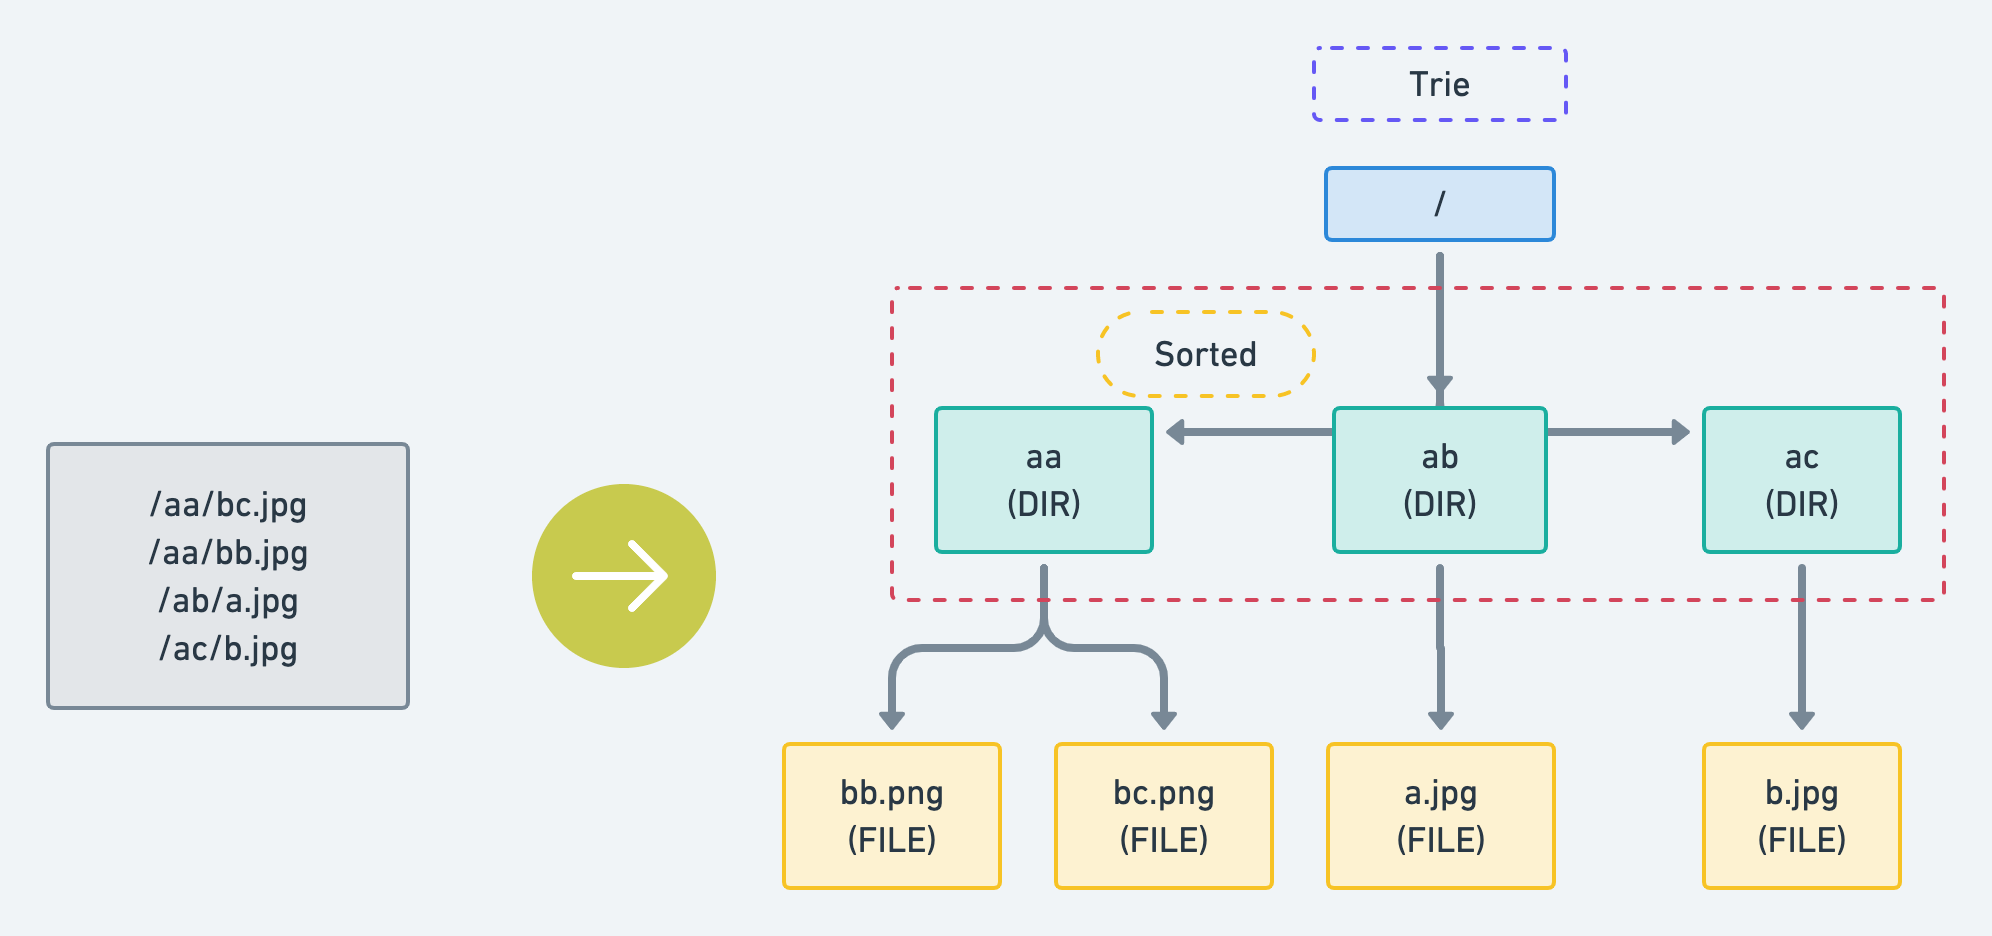 Trie
/
Sorted
aa
(DIR)
ab
(DIR)
ac
(DIR)
/aa/bc.jpg
/aa/bb.jpg
/ab/a.jpg
/ac/b.jpg
bb.png
(FILE)
bc.png
(FILE)
a.jpg
(FILE)
b.jpg
(FILE)